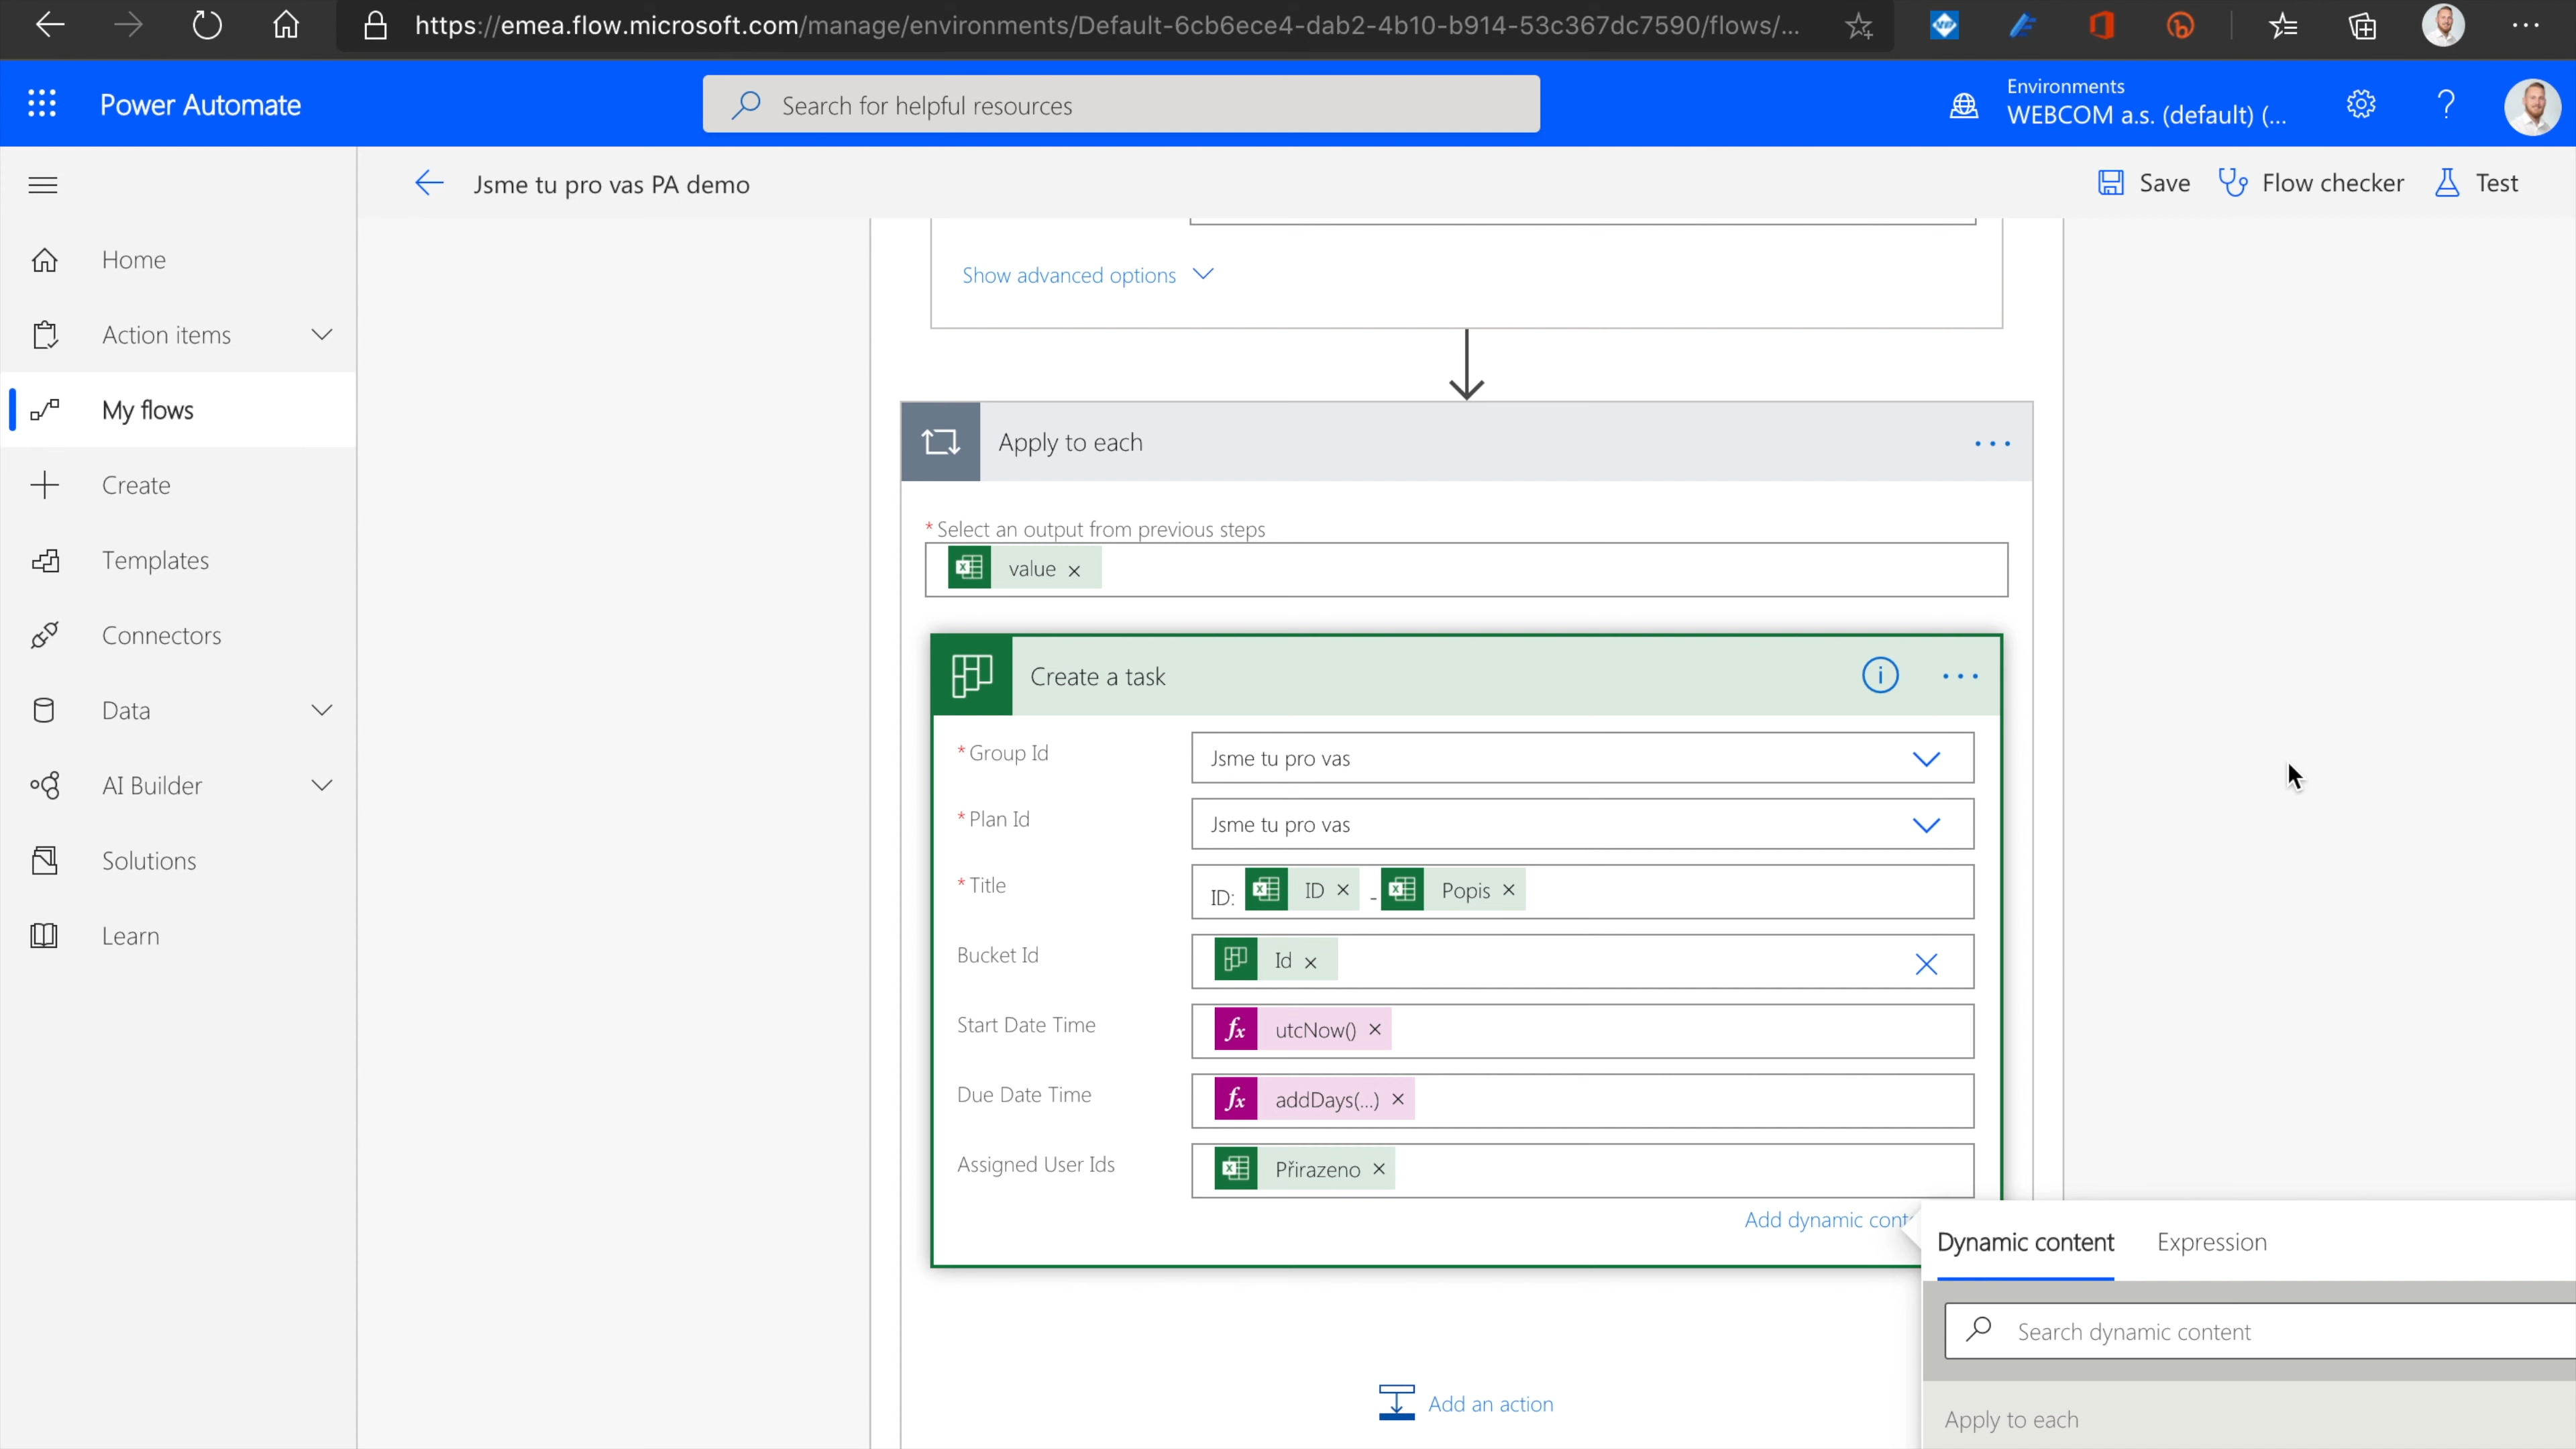 https://emea.flow.microsoft.com/manage/environments/Default-6cb6ece4-dab2-4b10-b914-53c367dc7590/flows/...
Power Automate
Search for helpful resources
Environments
WEBCOM a.s. (default) (...
?
Jsme tu pro vas PA demo
Save
Flow checker
Test
Home
Action items
My flows
Create
Templates
Connectors
Data
AI Builder
Solutions
Learn
Show advanced options
Apply to each
* Select an output from previous steps
value
Create a task
* Group Id
Jsme tu pro vas
* Plan Id
Jsme tu pro vas
* Title
ID: ID - Popis
Bucket Id
Id
Start Date Time
fx utcNow()
Due Date Time
fx addDays(...)
Assigned User Ids
Přirazeno
Add dynamic cont
Dynamic content
Expression
Search dynamic content
Apply to each
Add an action